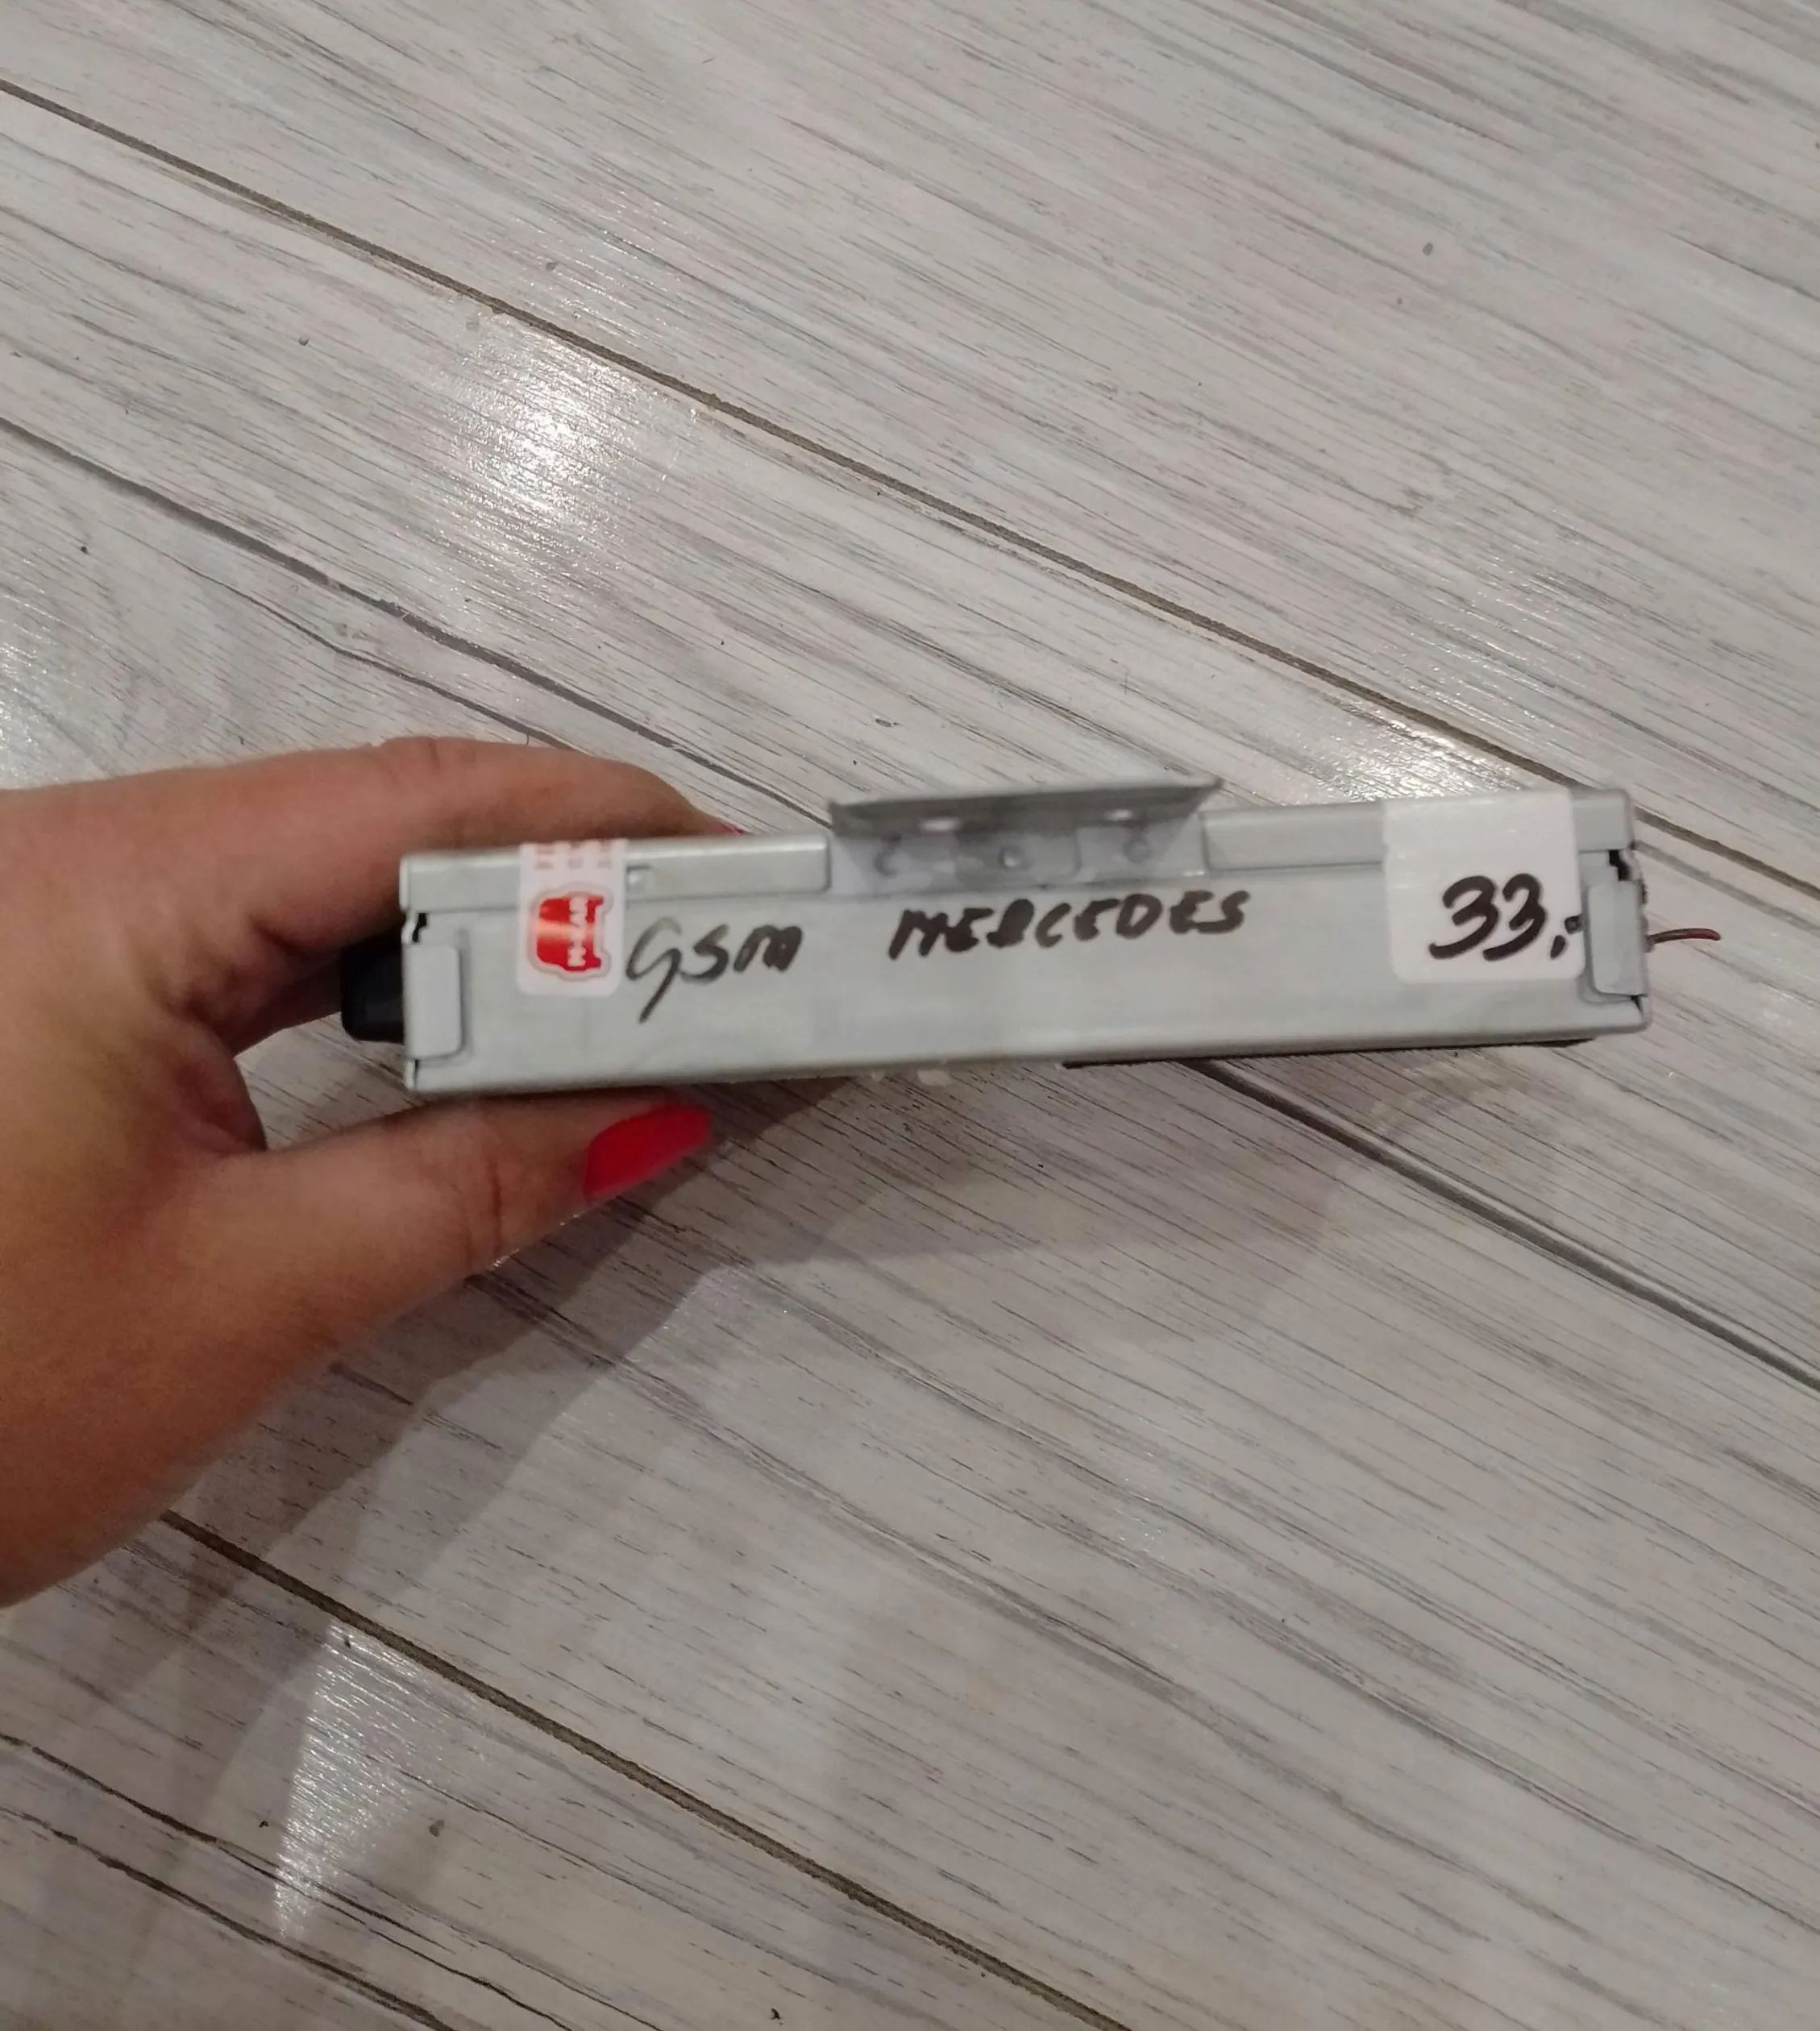 GSM MERCEDES 33,-